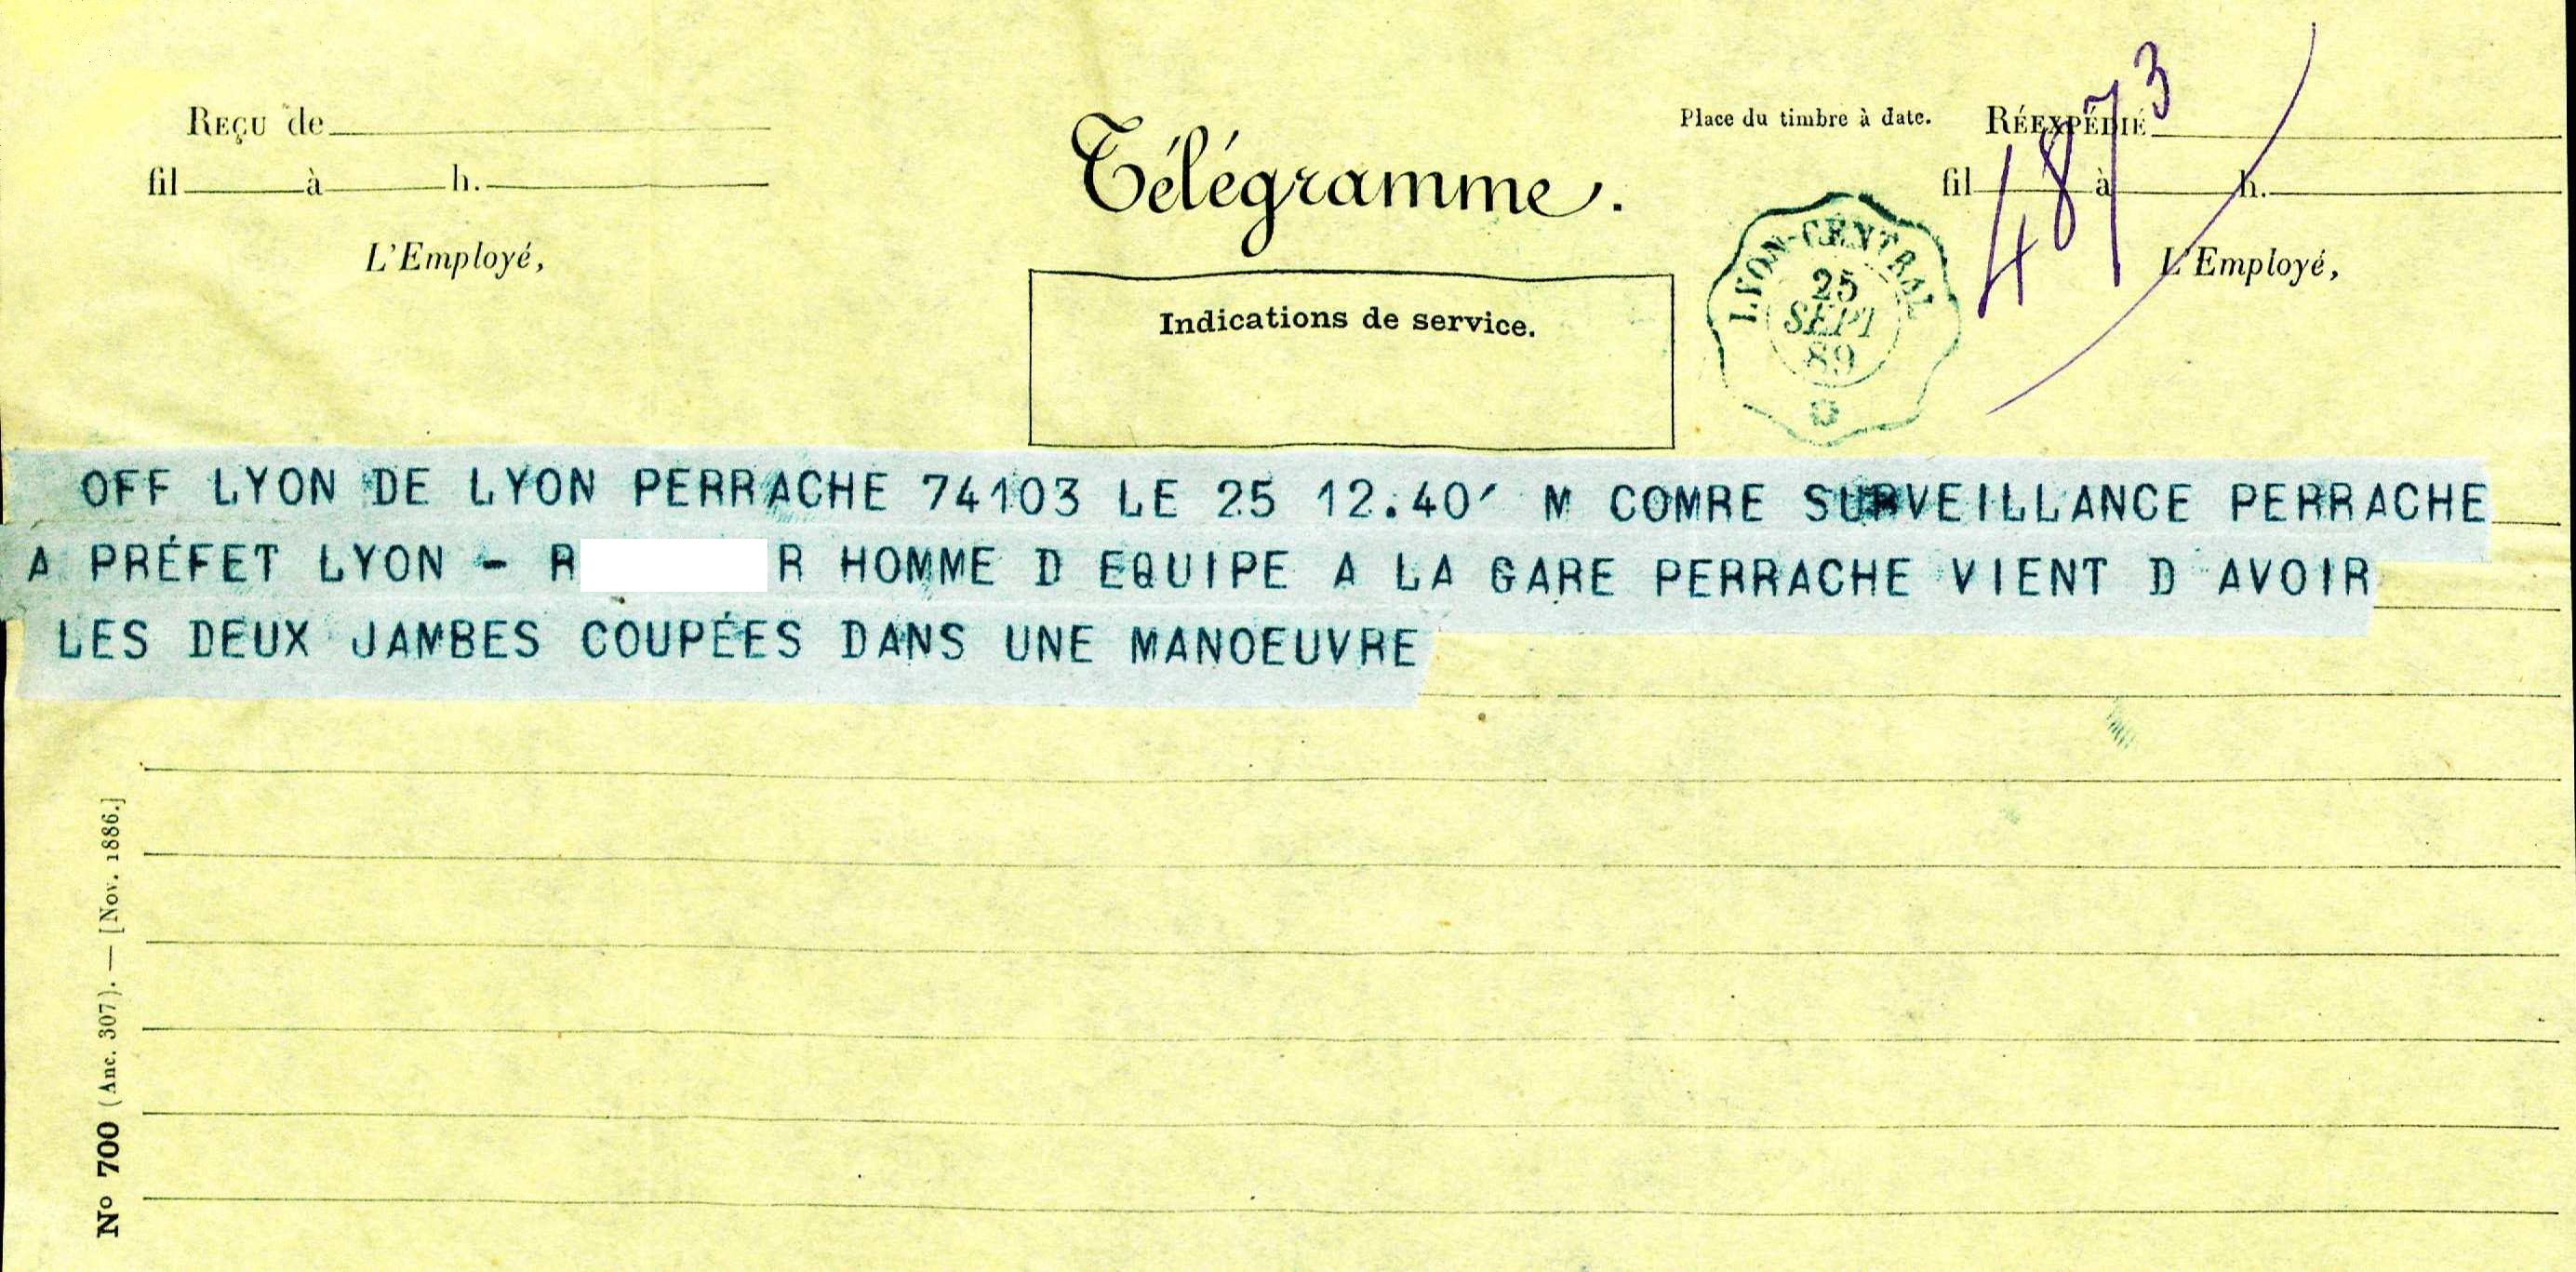 Reçu de
fil à h.
L'Employé,
Télégramme.
Indications de service.
Place du timbre à date.
LYON-CENTRAL
25
SEPT
89
Réexpédié
fil à h.
L'Employé,
4873
OFF LYON DE LYON PERRACHE 74103 LE 25 12.40′ M COMRE SURVEILLANCE PERRACHE
A PRÉFET LYON - R R HOMME D EQUIPE A LA GARE PERRACHE VIENT D AVOIR
LES DEUX JAMBES COUPÉES DANS UNE MANOEUVRE
No 700 (Anc. 307). — [Nov. 1886.]